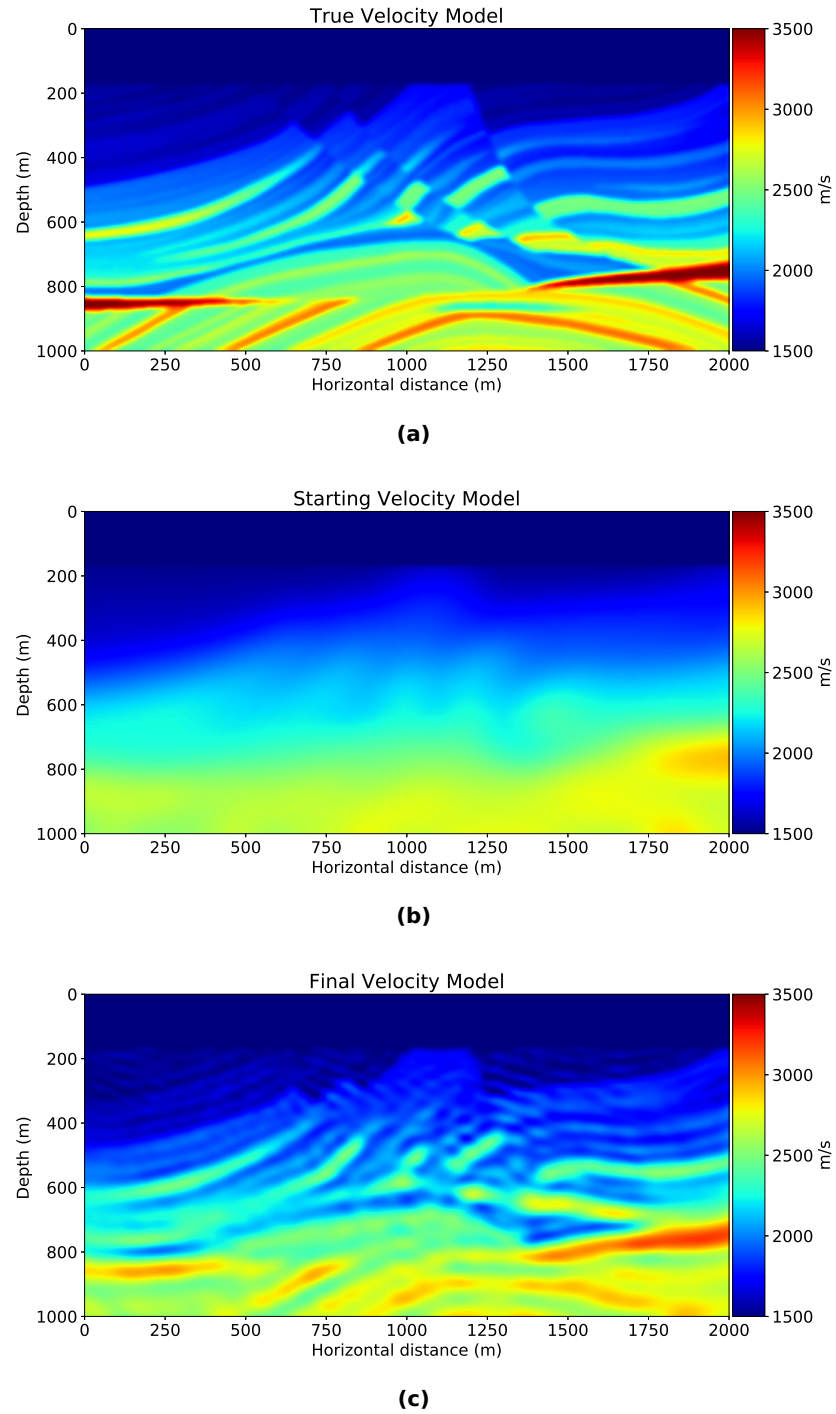 True Velocity Model
0
200
400
600
800
1000
Depth (m)
0 250 500 750 1000 1250 1500 1750 2000
Horizontal distance (m)
3500
3000
2500
2000
1500
m/s
(a)
Starting Velocity Model
0
200
400
600
800
1000
Depth (m)
0 250 500 750 1000 1250 1500 1750 2000
Horizontal distance (m)
3500
3000
2500
2000
1500
m/s
(b)
Final Velocity Model
0
200
400
600
800
1000
Depth (m)
0 250 500 750 1000 1250 1500 1750 2000
Horizontal distance (m)
3500
3000
2500
2000
1500
m/s
(c)